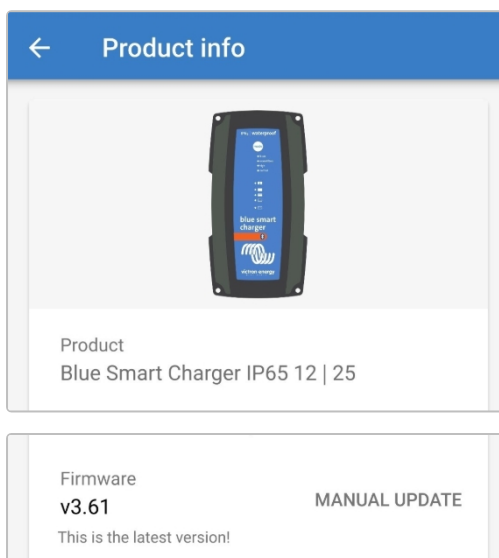 Product info
blue smart
charger
victron energy
Product
Blue Smart Charger IP65 12 | 25
Firmware
v3.61
MANUAL UPDATE
This is the latest version!